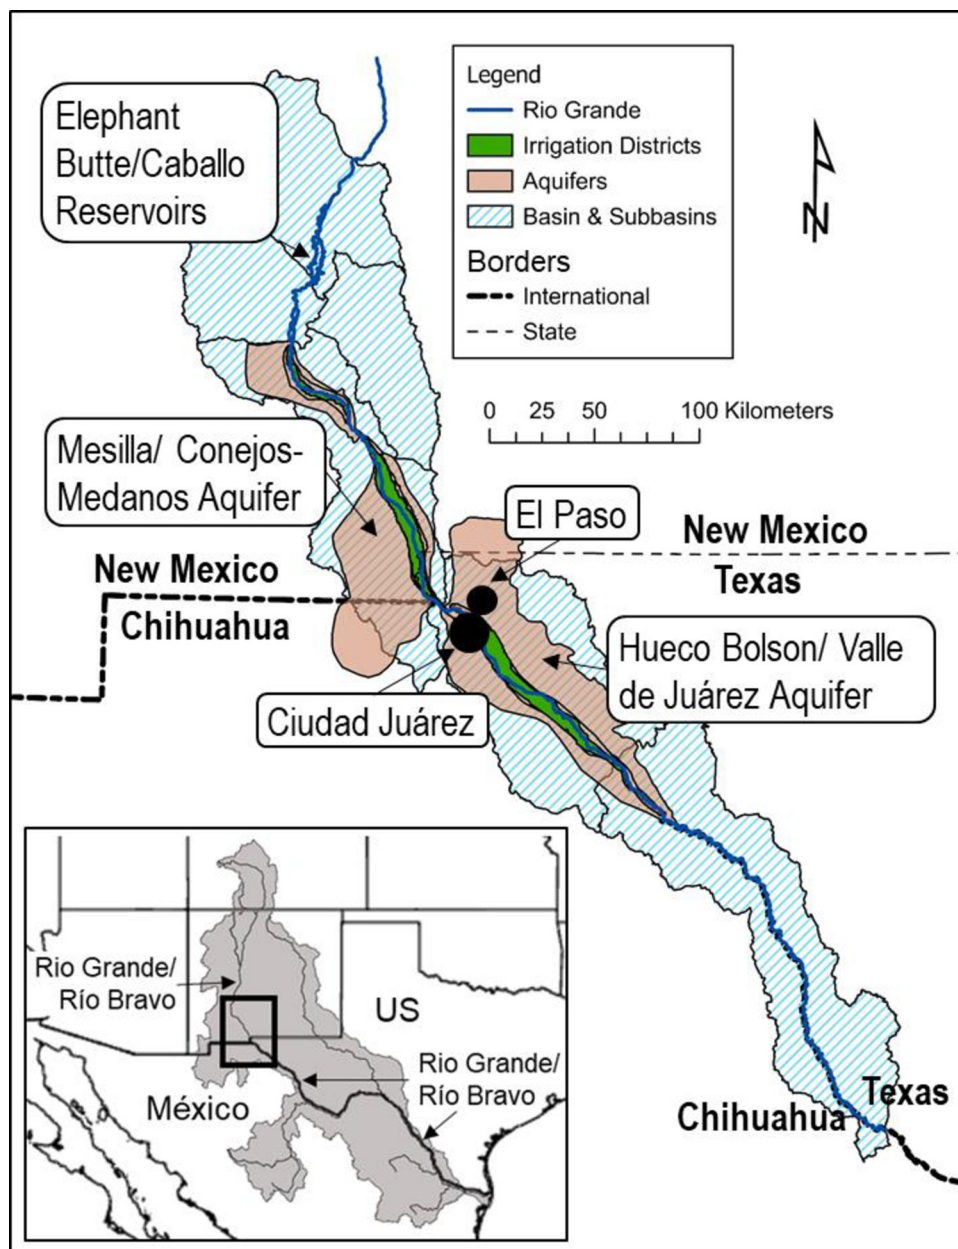 Elephant
Butte/Caballo
Reservoirs
Legend
Rio Grande
Irrigation Districts
Aquifers
Basin & Subbasins
Borders
International
State
N
0 25 50 100 Kilometers
Mesilla/ Conejos-
Medanos Aquifer
El Paso
New Mexico
Texas
New Mexico
Chihuahua
Hueco Bolson/ Valle
de Juárez Aquifer
Ciudad Juárez
Rio Grande/
Río Bravo
US
Rio Grande/
Río Bravo
México
Texas
Chihuahua